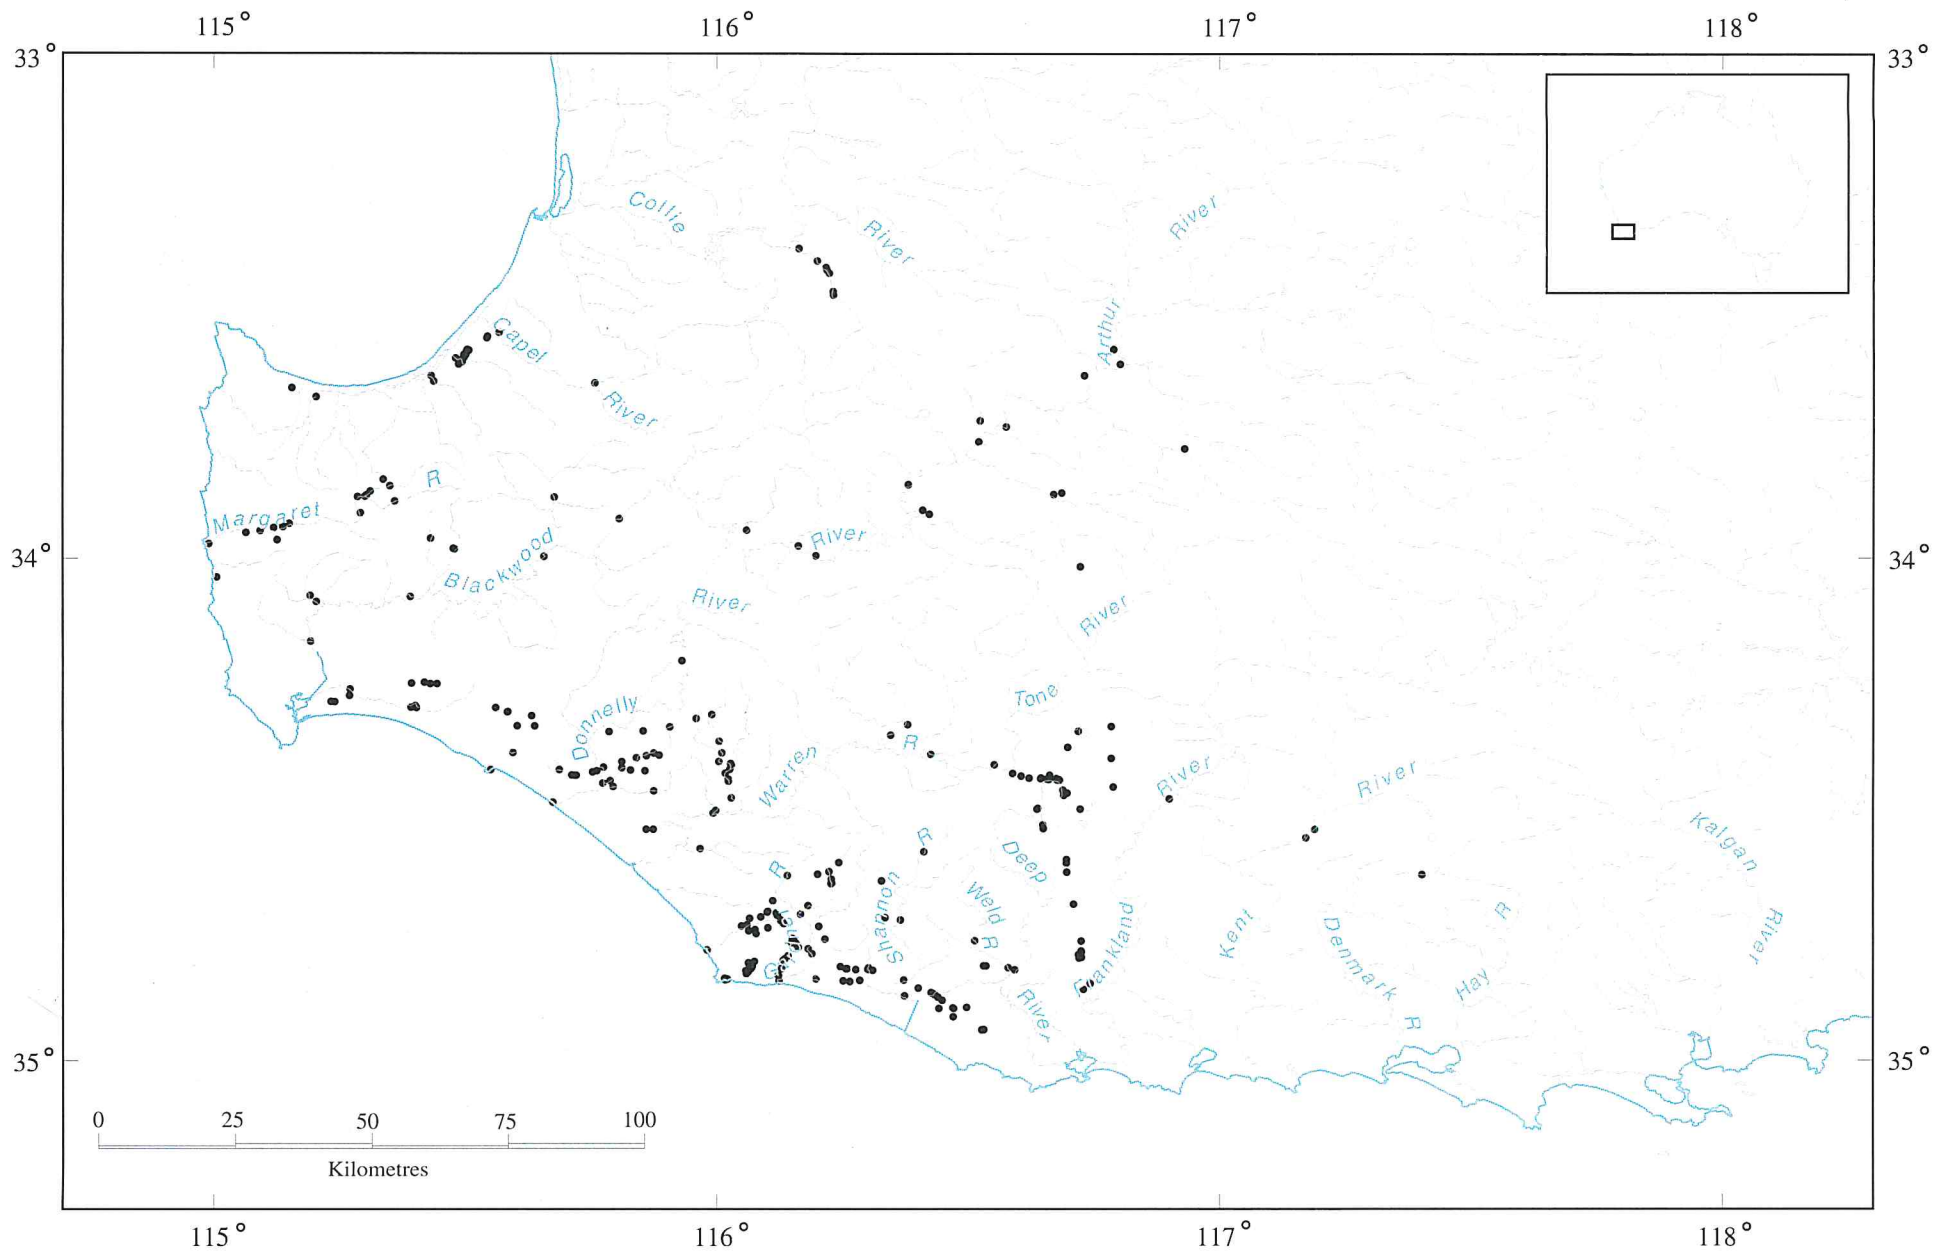 115° 116° 117° 118°
33° 33°
Collie River
River
Arthur
Capel River
Margaret R
Blackwood River
River
34° 34°
River
Tone
Donnelly
Warren R
River
River
Kalgan River
Deep River
R
Shannon
Weld R
Frankland
Kent
Denmark R
Hay R
R
35° 35°
0 25 50 75 100
Kilometres
115° 116° 117° 118°